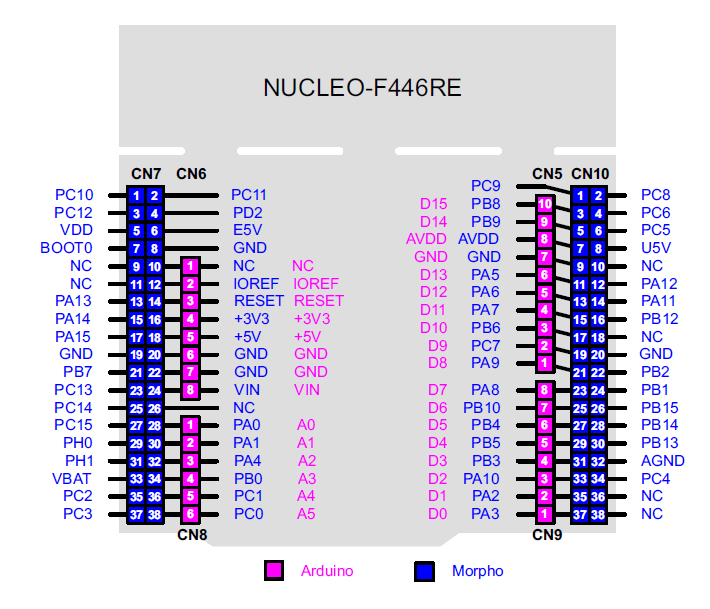 NUCLEO-F446RE
CN7 CN6 CN5 CN10
PC9
PC10 1 2 PC11 1 2 PC8
D15 PB8 10
PC12 3 4 PD2 3 4 PC6
D14 PB9 9
VDD 5 6 E5V 5 6 PC5
AVDD AVDD 8
BOOT0 7 8 GND 7 8 U5V
GND GND 7
NC 9 10 1 NC NC 9 10 NC
D13 PA5 6
NC 11 12 2 IOREF IOREF 11 12 PA12
D12 PA6 5
PA13 13 14 3 RESET RESET 13 14 PA11
D11 PA7 4
PA14 15 16 4 +3V3 +3V3 15 16 PB12
D10 PB6 3
PA15 17 18 5 +5V +5V 17 18 NC
D9 PC7 2
GND 19 20 6 GND GND 19 20 GND
D8 PA9 1
PB7 21 22 7 GND GND 21 22 PB2
PC13 23 24 8 VIN VIN D7 PA8 8 23 24 PB1
PC14 25 26 NC D6 PB10 7 25 26 PB15
PC15 27 28 1 PA0 A0 D5 PB4 6 27 28 PB14
PH0 29 30 2 PA1 A1 D4 PB5 5 29 30 PB13
PH1 31 32 3 PA4 A2 D3 PB3 4 31 32 AGND
VBAT 33 34 4 PB0 A3 D2 PA10 3 33 34 PC4
PC2 35 36 5 PC1 A4 D1 PA2 2 35 36 NC
PC3 37 38 6 PC0 A5 D0 PA3 1 37 38 NC
CN8 CN9
Arduino Morpho